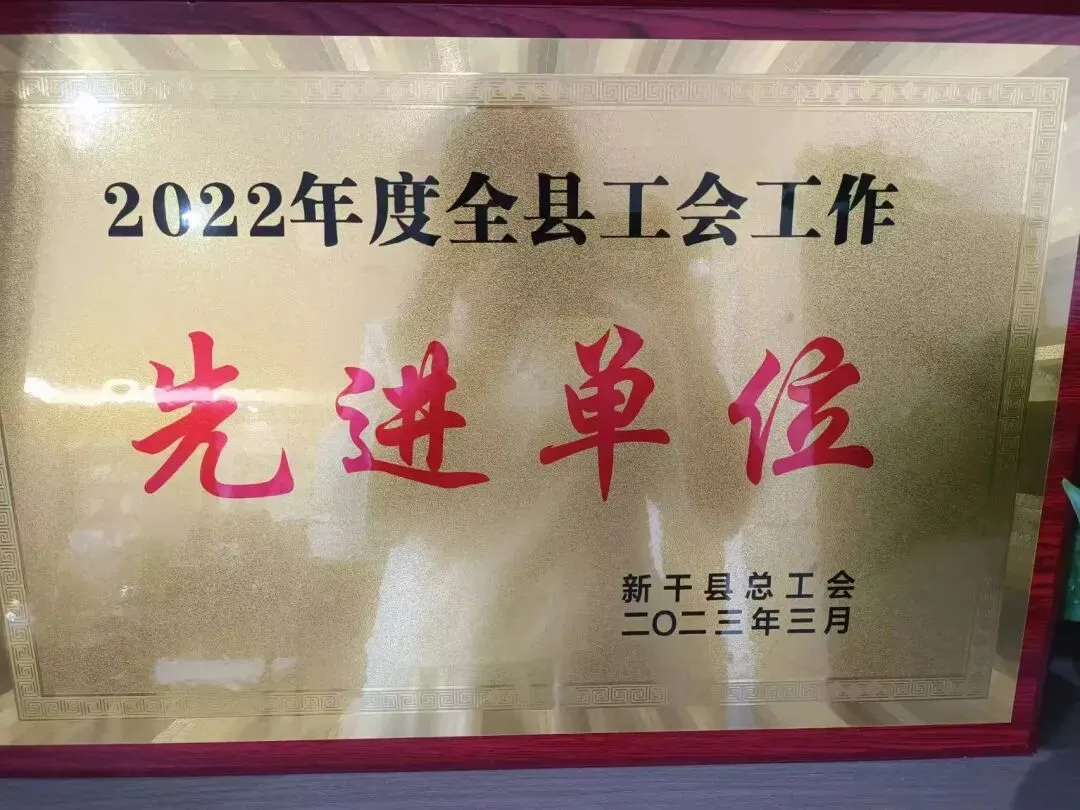 2022年度全县工会工作
先进单位
新干县总工会
二〇二三年三月